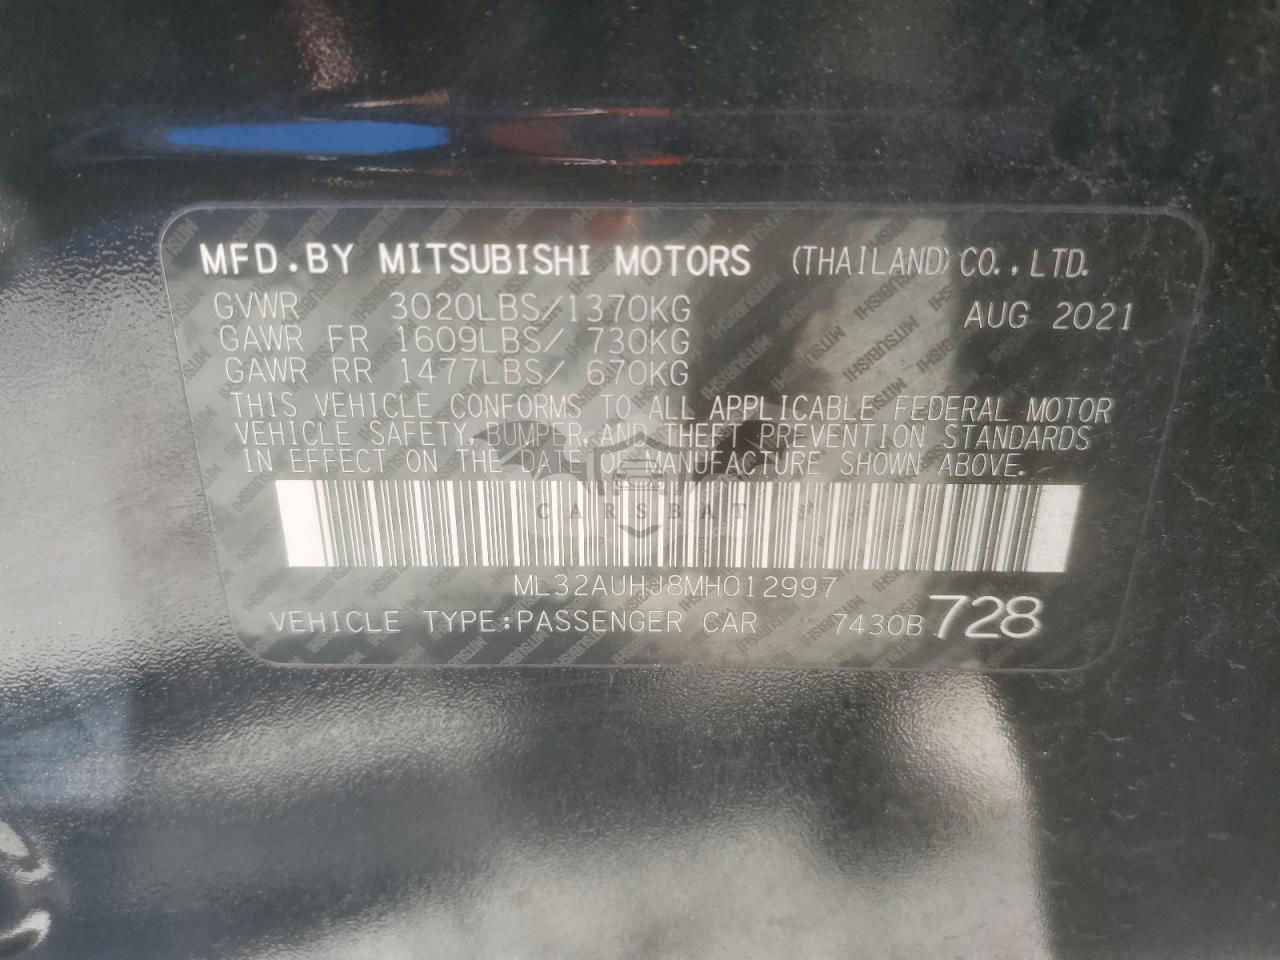 MFD.BY MITSUBISHI MOTORS (THAILAND) CO.,LTD.
GVWR 3020LBS/1370KG AUG 2021
GAWR FR 1609LBS/ 730KG
GAWR RR 1477LBS/ 670KG
THIS VEHICLE CONFORMS TO ALL APPLICABLE FEDERAL MOTOR
VEHICLE SAFETY, BUMPER, AND THEFT PREVENTION STANDARDS
IN EFFECT ON THE DATE OF MANUFACTURE SHOWN ABOVE.
CARSBAT
ML32AUHJ8MH012997
VEHICLE TYPE:PASSENGER CAR 7430B 728